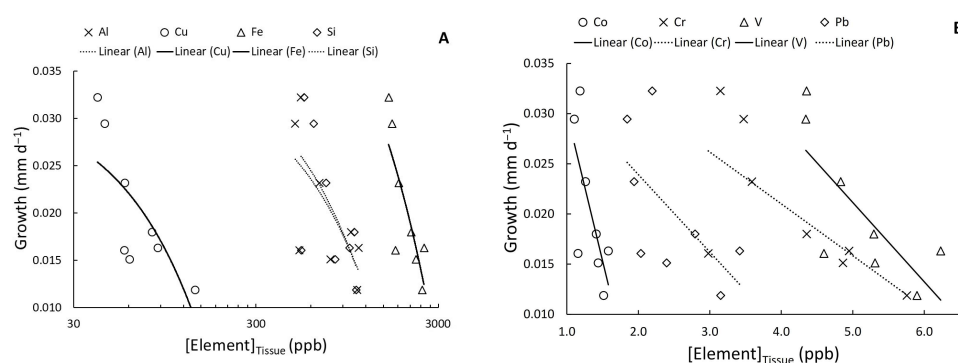 Al Cu Fe Si
Linear (Al) Linear (Cu) Linear (Fe) Linear (Si)
A
0.035
0.030
0.025
0.020
0.015
0.010
Growth (mm d⁻¹)
30 300 3000
[Element]Tissue (ppb)
Co Cr V Pb
Linear (Co) Linear (Cr) Linear (V) Linear (Pb)
0.035
0.030
0.025
0.020
0.015
0.010
Growth (mm d⁻¹)
1.0 2.0 3.0 4.0 5.0 6.0
[Element]Tissue (ppb)